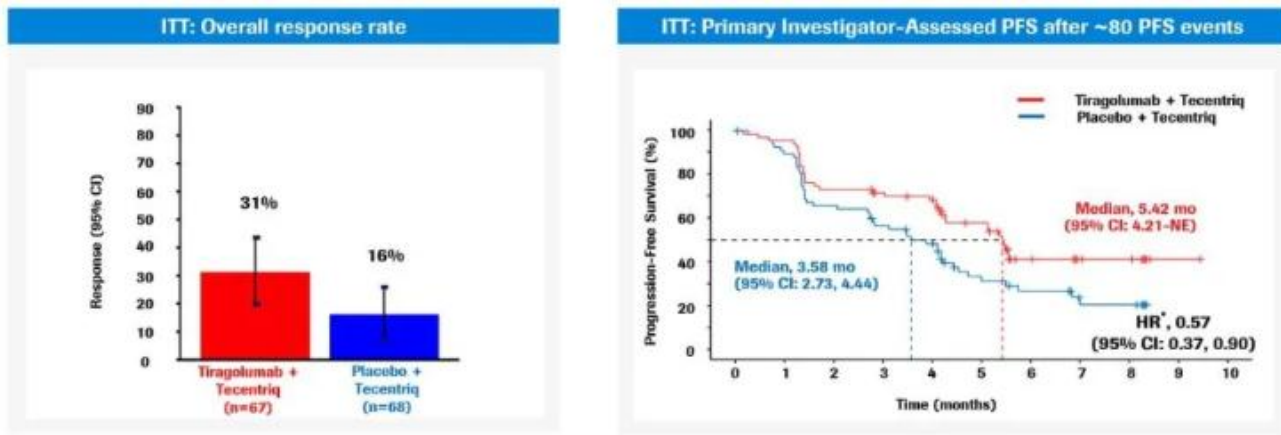 ITT: Overall response rate
90
80
70
60
50
40
30
20
10
0
Response (95% CI)
31%
16%
Tiragolumab +
Tecentriq
(n=67)
Placebo +
Tecentriq
(n=68)
ITT: Primary Investigator-Assessed PFS after ~80 PFS events
Tiragolumab + Tecentriq
Placebo + Tecentriq
100
80
60
40
20
0
Progression-Free Survival (%)
Median, 5.42 mo
(95% CI: 4.21-NE)
Median, 3.58 mo
(95% CI: 2.73, 4.44)
HR*, 0.57
(95% CI: 0.37, 0.90)
0 1 2 3 4 5 6 7 8 9 10
Time (months)